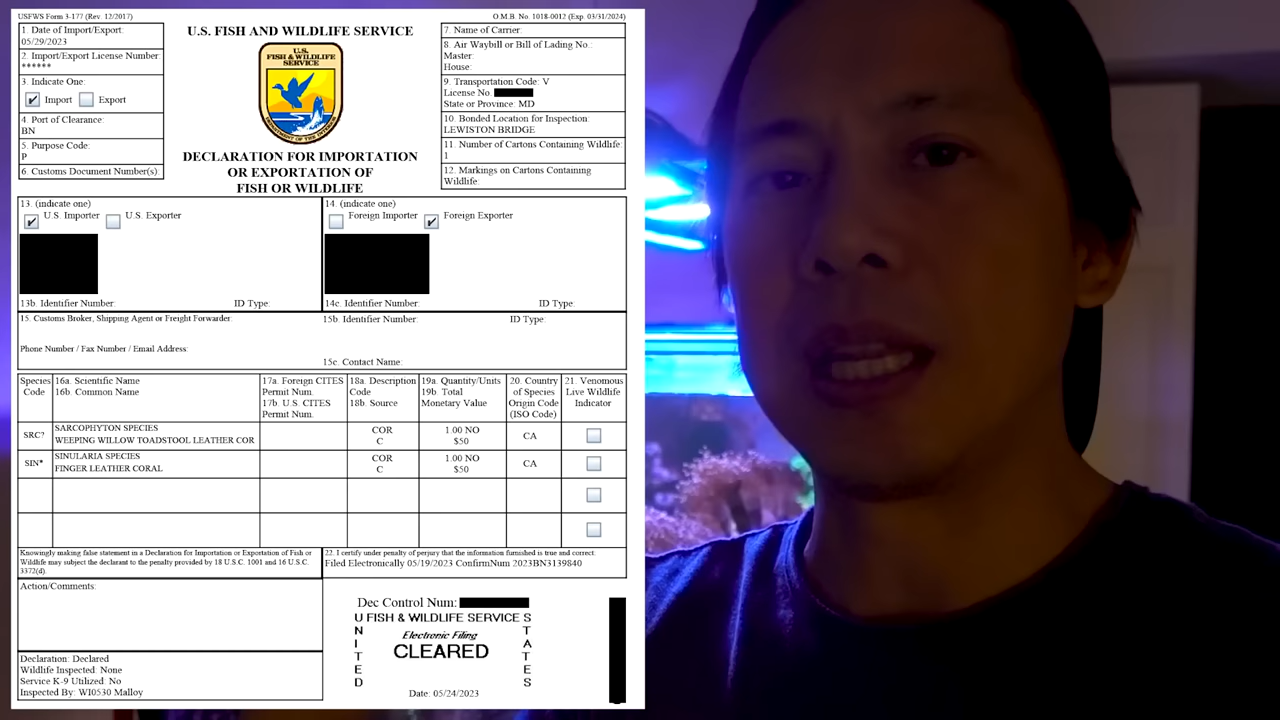 USFWS Form 3-177 (Rev. 12/2017)
O.M.B. No. 1018-0012 (Exp. 03/31/2024)
1. Date of Import/Export:
05/29/2023
2. Import/Export License Number:
******
3. Indicate One:
Import
Export
4. Port of Clearance:
BN
5. Purpose Code:
P
6. Customs Document Number(s):
U.S. FISH AND WILDLIFE SERVICE
U.S.
FISH & WILDLIFE
SERVICE
DEPARTMENT OF THE INTERIOR
DECLARATION FOR IMPORTATION
OR EXPORTATION OF
FISH OR WILDLIFE
7. Name of Carrier:
8. Air Waybill or Bill of Lading No.:
Master:
House:
9. Transportation Code: V
License No.
State or Province: MD
10. Bonded Location for Inspection:
LEWISTON BRIDGE
11. Number of Cartons Containing Wildlife:
1
12. Markings on Cartons Containing
Wildlife:
13. (indicate one)
U.S. Importer
U.S. Exporter
13b. Identifier Number:
ID Type:
14. (indicate one)
Foreign Importer
Foreign Exporter
14c. Identifier Number:
ID Type:
15. Customs Broker, Shipping Agent or Freight Forwarder:
Phone Number / Fax Number / Email Address:
15b. Identifier Number:
ID Type:
15c. Contact Name:
Species
Code
16a. Scientific Name
16b. Common Name
17a. Foreign CITES
Permit Num.
17b. U.S. CITES
Permit Num.
18a. Description
Code
18b. Source
19a. Quantity/Units
19b. Total
Monetary Value
20. Country
of Species
Origin Code
(ISO Code)
21. Venomous
Live Wildlife
Indicator
SRC?
SARCOPHYTON SPECIES
WEEPING WILLOW TOADSTOOL LEATHER COR
COR
C
1.00 NO
$50
CA
SIN*
SINULARIA SPECIES
FINGER LEATHER CORAL
COR
C
1.00 NO
$50
CA
Knowingly making false statement in a Declaration for Importation or Exportation of Fish or
Wildlife may subject the declarant to the penalty provided by 18 U.S.C. 1001 and 16 U.S.C.
3372(d).
22. I certify under penalty of perjury that the information furnished is true and correct.
Filed Electronically 05/19/2023 ConfirmNum 2023BN3139840
Action/Comments:
Dec Control Num:
U FISH & WILDLIFE SERVICE S
NITED
TATES
Electronic Filing
CLEARED
Date: 05/24/2023
Declaration: Declared
Wildlife Inspected: None
Service K-9 Utilized: No
Inspected By: WI0530 Malloy